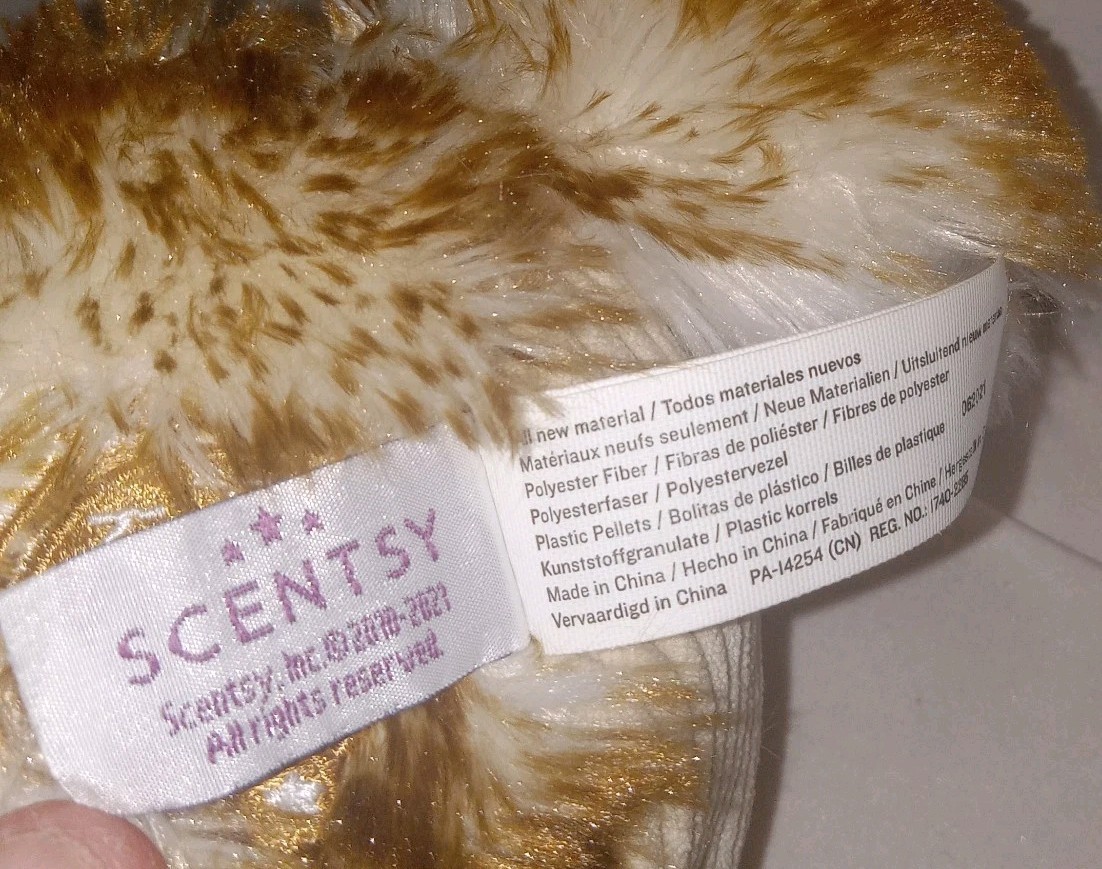 SCENTSY
Scentsy, Inc.© 2010-2021
All rights reserved.
new material / Todos materiales nuevos
Matériaux neufs seulement / Neue Materialien / Uitsluitend nieuw
Polyester Fiber / Fibras de poliéster / Fibres de polyester
Polyesterfaser / Polyestervezel
062021
Plastic Pellets / Bolitas de plástico / Billes de plastique
Kunststoffgranulate / Plastic korrels
Made in China / Hecho in China / Fabriqué en Chine /
Vervaardigd in China PA-14254 (CN) REG. NO.: